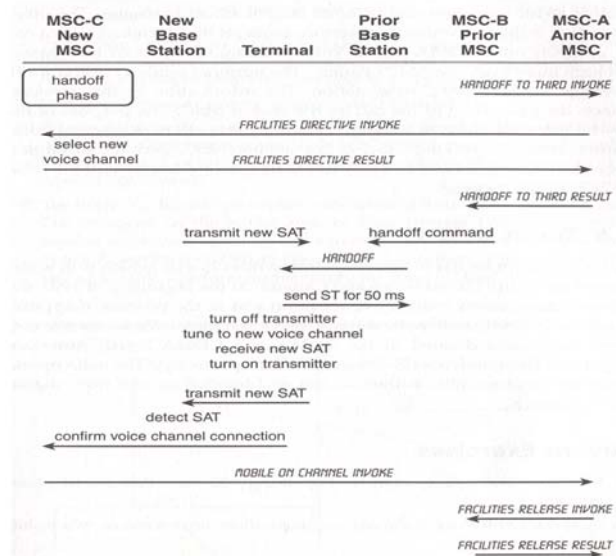 MSC-C New Prior MSC-B MSC-A
New Base Terminal Base Prior Anchor
MSC Station Station MSC MSC
handoff
phase
HANDOFF TO THIRD INVOKE
FACILITIES DIRECTIVE INVOKE
select new
voice channel
FACILITIES DIRECTIVE RESULT
HANDOFF TO THIRD RESULT
transmit new SAT handoff command
HANDOFF
send ST for 50 ms
turn off transmitter
tune to new voice channel
receive new SAT
turn on transmitter
transmit new SAT
detect SAT
confirm voice channel connection
MOBILE ON CHANNEL INVOKE
FACILITIES RELEASE INVOKE
FACILITIES RELEASE RESULT